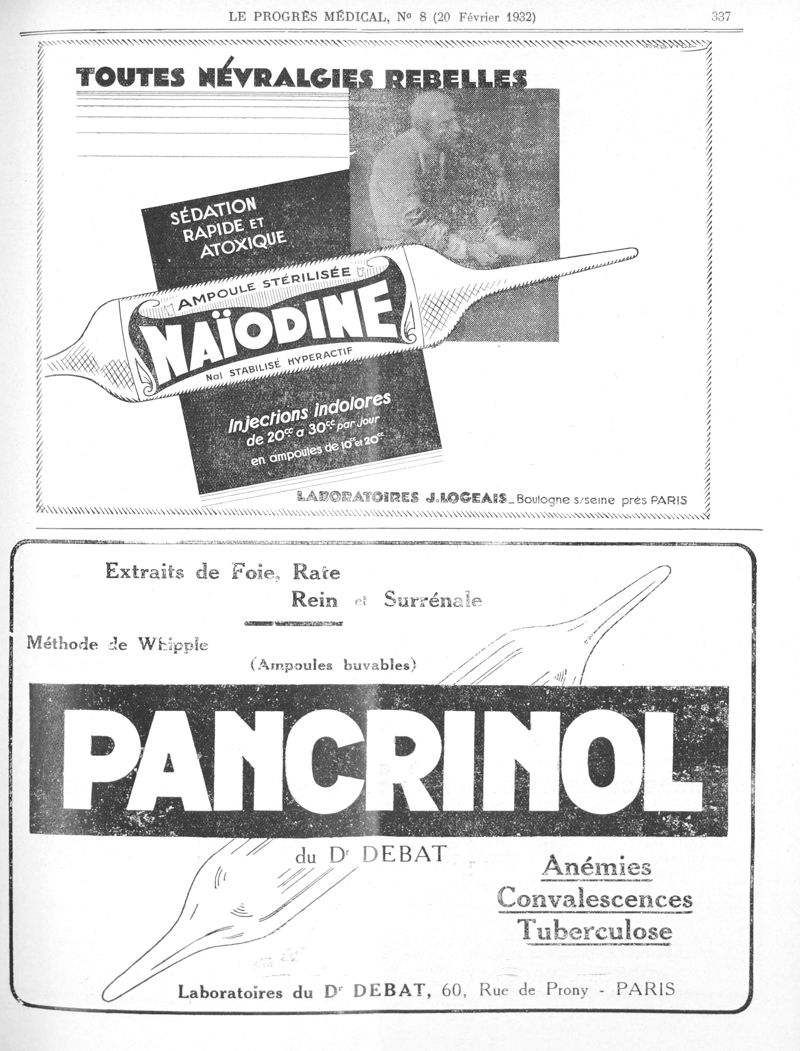 LE PROGRÈS MÉDICAL, No 8 (20 Février 1932)
337
TOUTES NÉVRALGIES REBELLES
SÉDATION
RAPIDE ET
ATOXIQUE
AMPOULE STÉRILISÉE
NAÏODINE
NaI STABILISÉ HYPERACTIF
Injections indolores
de 20cc a 30cc par jour
en ampoules de 10cc et 20cc
LABORATOIRES J. LOGEAIS _ Boulogne s/seine près PARIS
Extraits de Foie, Rate
Rein et Surrénale
Méthode de Whipple
(Ampoules buvables)
PANCRINOL
du Dr DEBAT
Anémies
Convalescences
Tuberculose
Laboratoires du Dr DEBAT, 60, Rue de Prony - PARIS